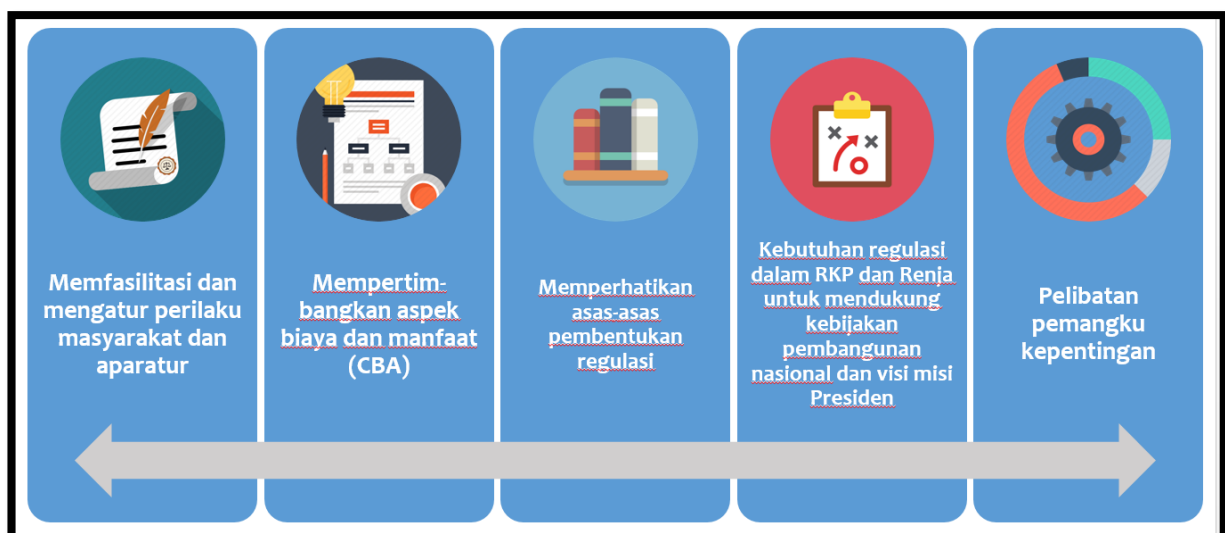 Memfasilitasi dan
mengatur perilaku
masyarakat dan
aparatur
Mempertim-
bangkan aspek
biaya dan manfaat
(CBA)
Memperhatikan
asas-asas
pembentukan
regulasi
Kebutuhan regulasi
dalam RKP dan Renja
untuk mendukung
kebijakan
pembangunan
nasional dan visi misi
Presiden
Pelibatan
pemangku
kepentingan